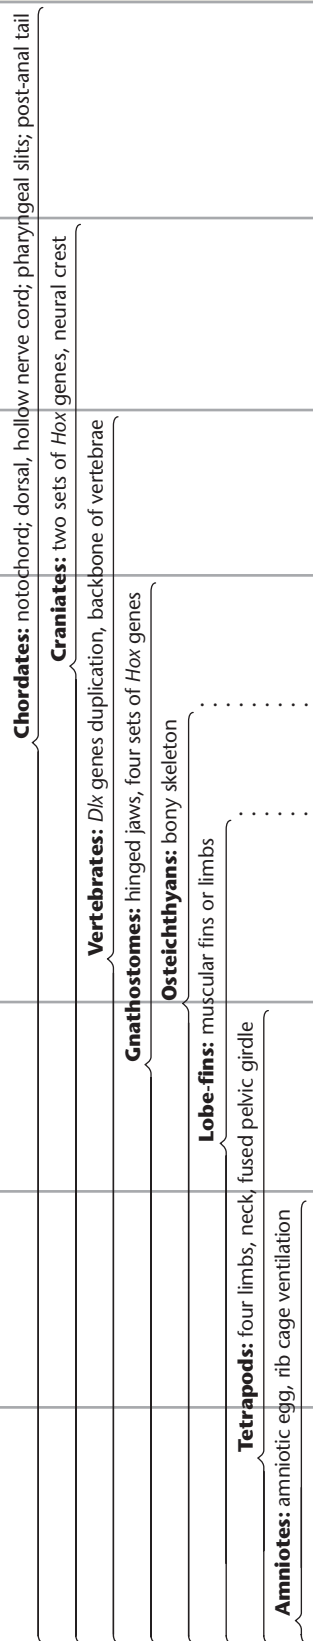 Chordates: notochord; dorsal, hollow nerve cord; pharyngeal slits; post-anal tail
Craniates: two sets of Hox genes, neural crest
Vertebrates: Dlx genes duplication, backbone of vertebrae
Gnathostomes: hinged jaws, four sets of Hox genes
Osteichthyans: bony skeleton
Lobe-fins: muscular fins or limbs
Tetrapods: four limbs, neck, fused pelvic girdle
Amniotes: amniotic egg, rib cage ventilation